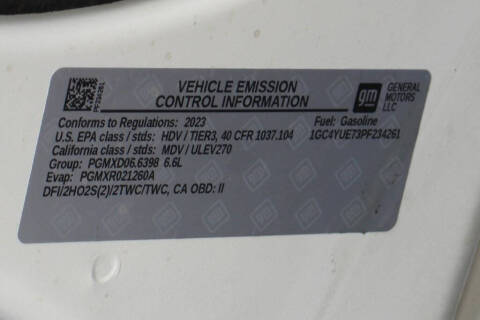 VEHICLE EMISSION
CONTROL INFORMATION
gm
GENERAL
MOTORS
LLC
PF234261
Conforms to Regulations: 2023
Fuel: Gasoline
U.S. EPA class / stds: HDV / TIER3, 40 CFR 1037.104
1GC4YUE73PF234261
California class / stds: MDV / ULEV270
Group: PGMXD06.6398 6.6L
Evap: PGMXR021260A
DFI/2HO2S(2)/2TWC/TWC, CA OBD: II